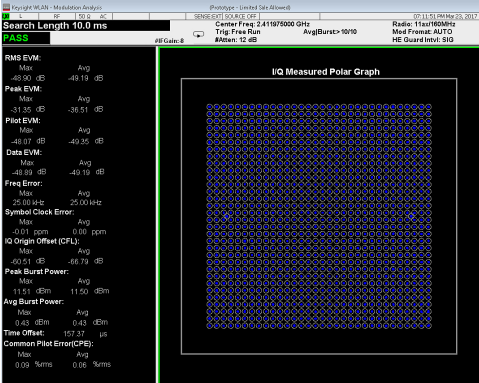 Keysight WLAN - Modulation Analysis (Prototype - Limited Sale Allowed)
L RF 50 Ω AC SENSE:EXT SOURCE OFF 07:11:51 PM Mar 23, 2017
Search Length 10.0 ms Center Freq: 2.411975000 GHz Radio: 11ax/160MHz
Trig: Free Run Avg|Burst>10/10 Mod Fromat: AUTO
PASS #IFGain:8 #Atten: 12 dB HE Guard Intvl: SIG
I/Q Measured Polar Graph
RMS EVM:
Max Avg
-48.90 dB -49.19 dB
Peak EVM:
Max Avg
-31.35 dB -36.51 dB
Pilot EVM:
Max Avg
-48.07 dB -49.35 dB
Data EVM:
Max Avg
-48.89 dB -49.19 dB
Freq Error:
Max Avg
25.00 kHz 25.00 kHz
Symbol Clock Error:
Max Avg
-0.01 ppm 0.00 ppm
IQ Origin Offset (CFL):
Max Avg
-60.51 dB -66.79 dB
Peak Burst Power:
Max Avg
11.51 dBm 11.50 dBm
Avg Burst Power:
Max Avg
0.43 dBm 0.43 dBm
Time Offset: 157.37 µs
Common Pilot Error(CPE):
Max Avg
0.09 %rms 0.06 %rms